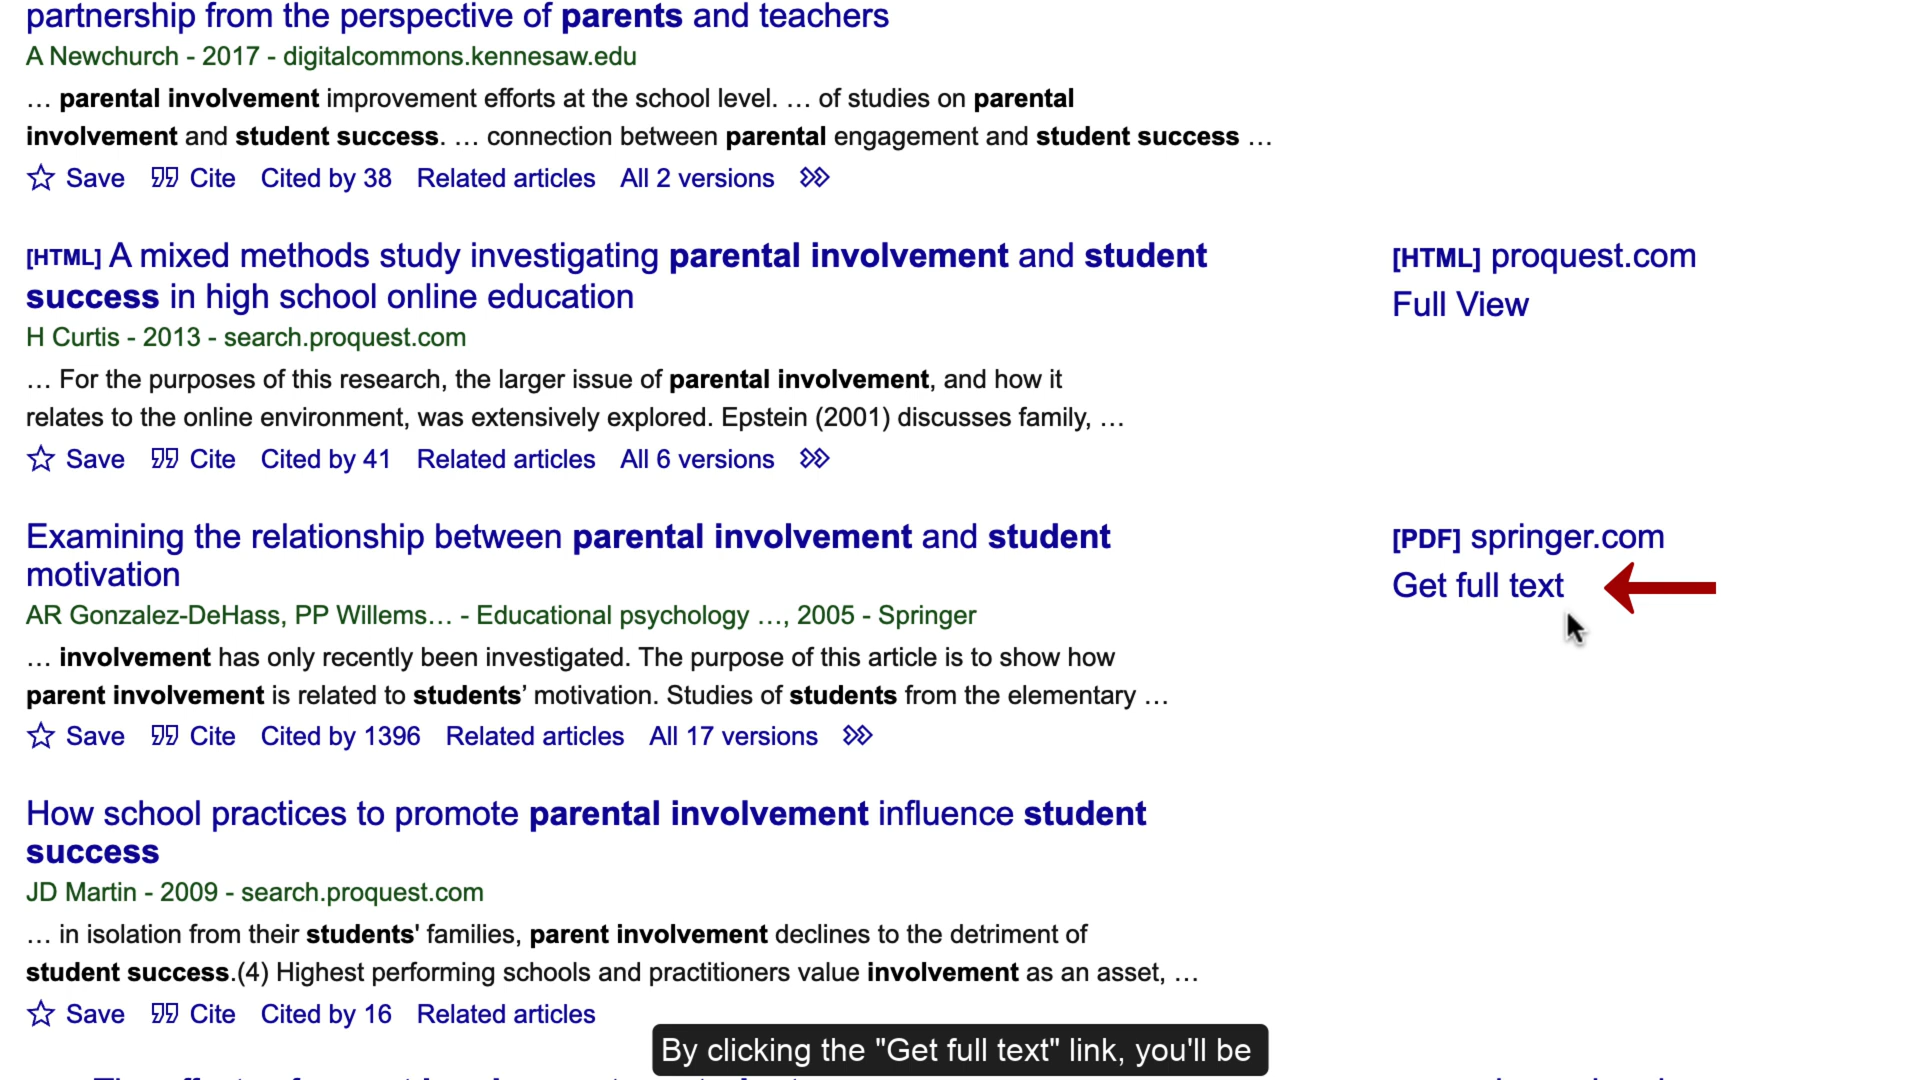 partnership from the perspective of parents and teachers
A Newchurch - 2017 - digitalcommons.kennesaw.edu
… parental involvement improvement efforts at the school level. … of studies on parental
involvement and student success. … connection between parental engagement and student success …
Save Cite Cited by 38 Related articles All 2 versions
[HTML] A mixed methods study investigating parental involvement and student
success in high school online education
[HTML] proquest.com
Full View
H Curtis - 2013 - search.proquest.com
… For the purposes of this research, the larger issue of parental involvement, and how it
relates to the online environment, was extensively explored. Epstein (2001) discusses family, …
Save Cite Cited by 41 Related articles All 6 versions
Examining the relationship between parental involvement and student
motivation
[PDF] springer.com
Get full text
AR Gonzalez-DeHass, PP Willems… - Educational psychology …, 2005 - Springer
… involvement has only recently been investigated. The purpose of this article is to show how
parent involvement is related to students’ motivation. Studies of students from the elementary …
Save Cite Cited by 1396 Related articles All 17 versions
How school practices to promote parental involvement influence student
success
JD Martin - 2009 - search.proquest.com
… in isolation from their students' families, parent involvement declines to the detriment of
student success.(4) Highest performing schools and practitioners value involvement as an asset, …
Save Cite Cited by 16 Related articles
By clicking the "Get full text" link, you'll be